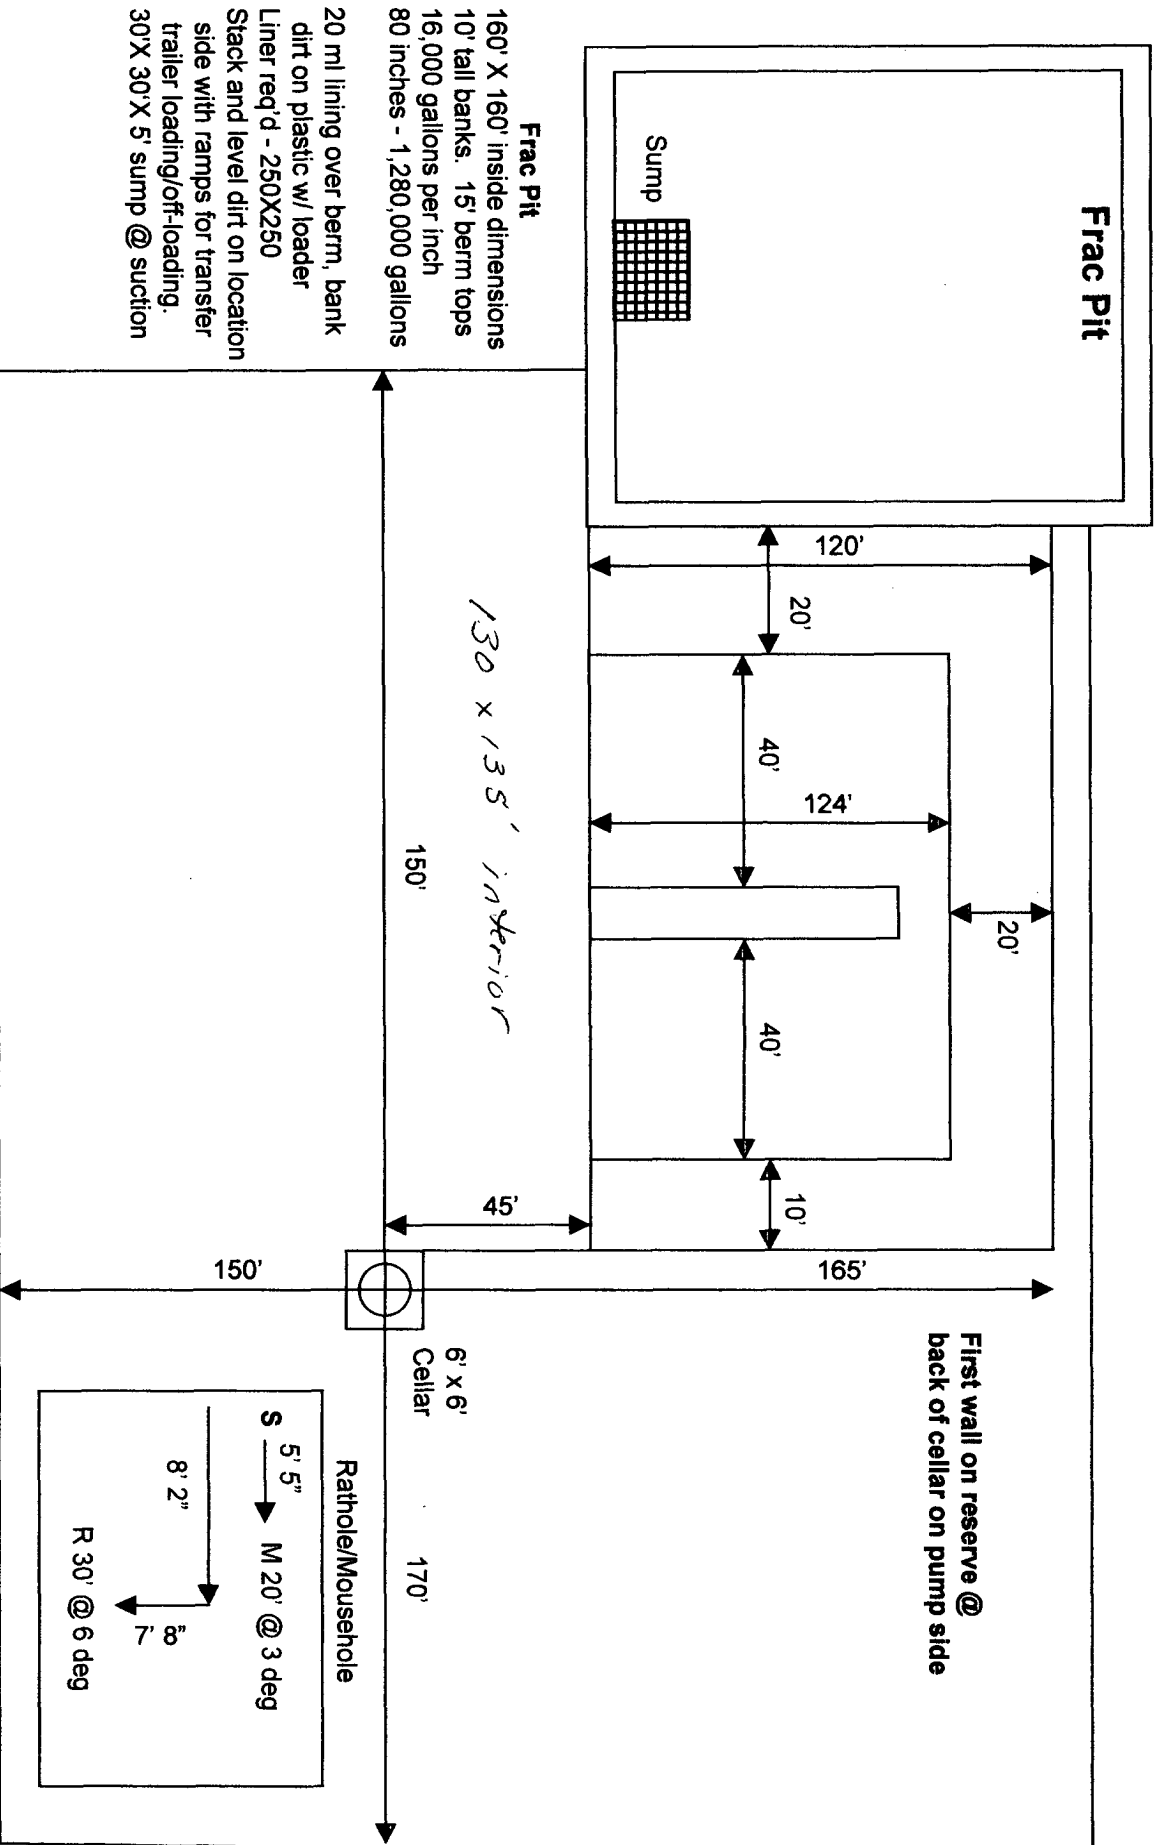 Frac Pit
Sump
Frac Pit
160' X 160' inside dimensions
10' tall banks. 15' berm tops
16,000 gallons per inch
80 inches - 1,280,000 gallons
20 ml lining over berm, bank
dirt on plastic w/ loader
Liner req'd - 250X250
Stack and level dirt on location
side with ramps for transfer
trailer loading/off-loading.
30'X 30'X 5' sump @ suction
120'
20'
40'
124'
20'
40'
10'
130 x 135' interior
150'
45'
150'
165'
First wall on reserve @
back of cellar on pump side
6' x 6'
Cellar
170'
Rathole/Mousehole
S
5' 5"
M 20' @ 3 deg
8' 2"
7' 8"
R 30' @ 6 deg